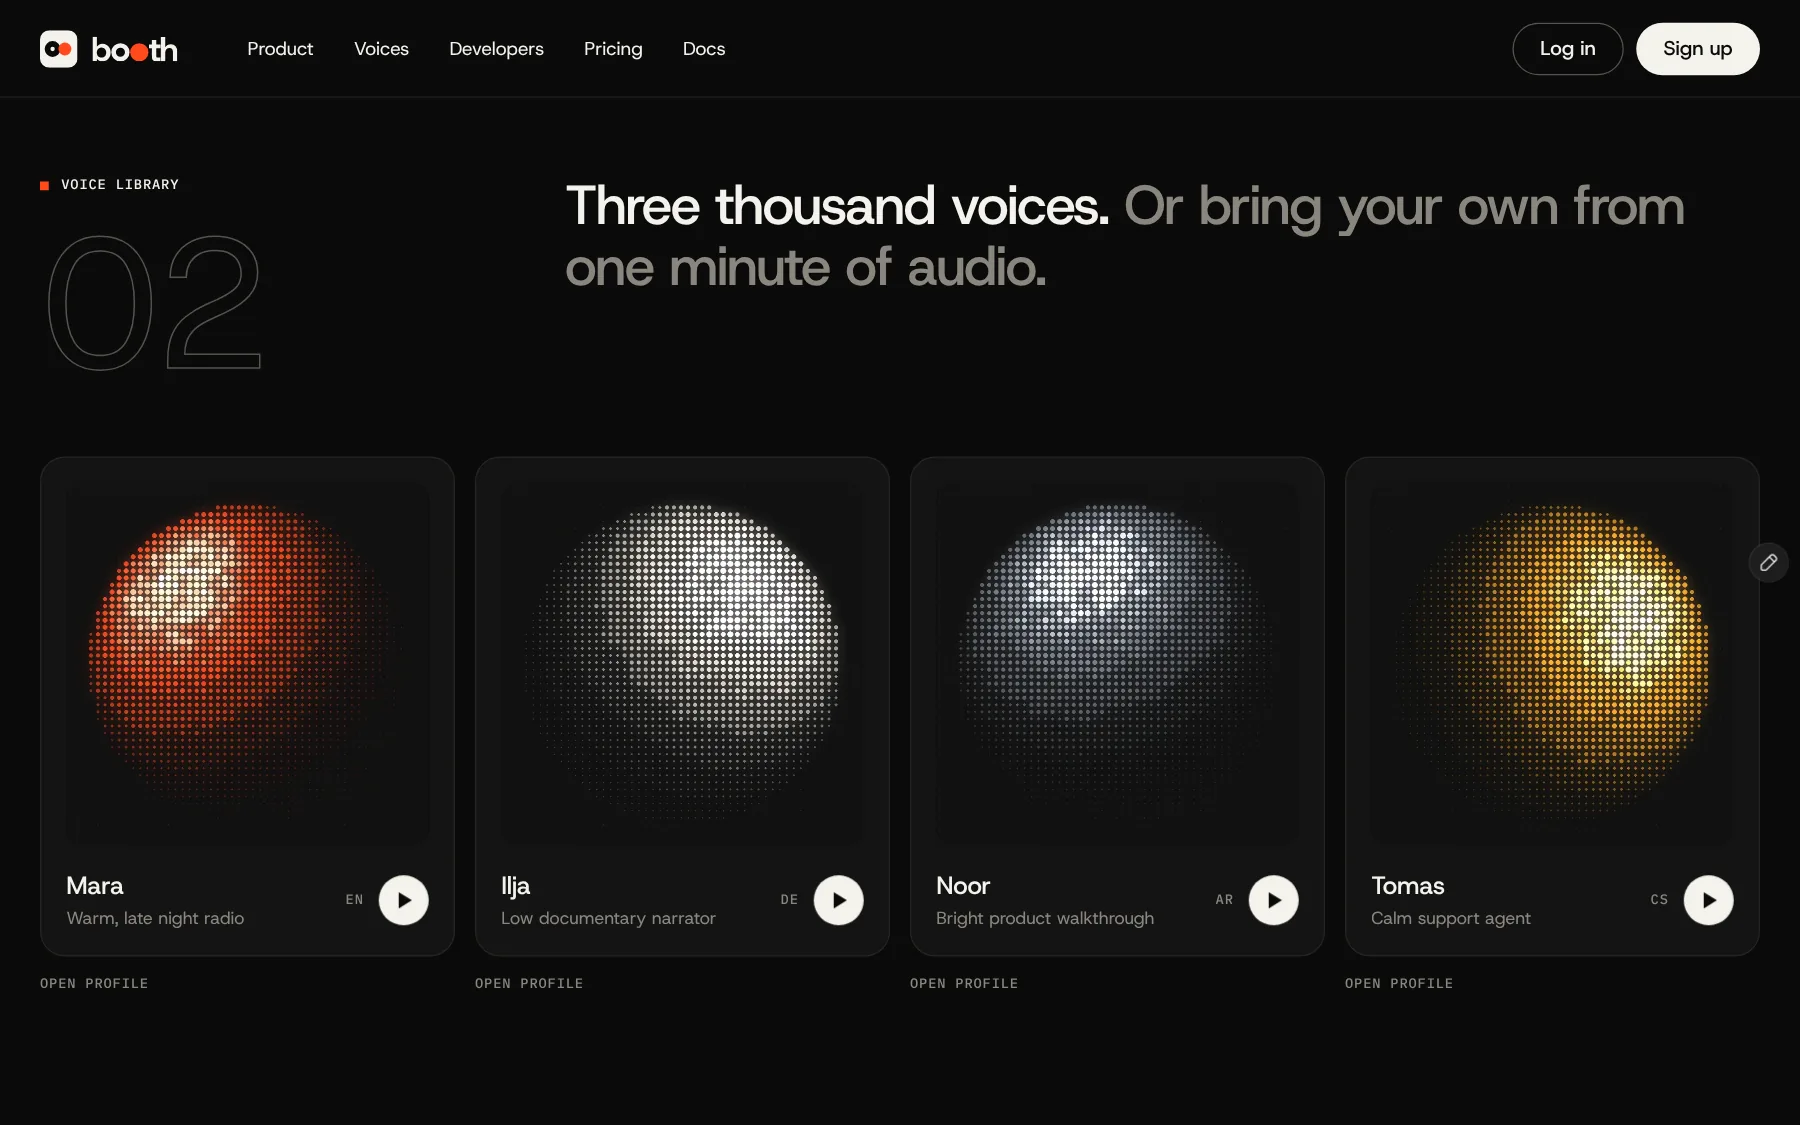 booth
Product
Voices
Developers
Pricing
Docs
Log in
Sign up
VOICE LIBRARY
02
Three thousand voices. Or bring your own from
one minute of audio.
Mara
Warm, late night radio
EN
Ilja
Low documentary narrator
DE
Noor
Bright product walkthrough
AR
Tomas
Calm support agent
CS
OPEN PROFILE
OPEN PROFILE
OPEN PROFILE
OPEN PROFILE